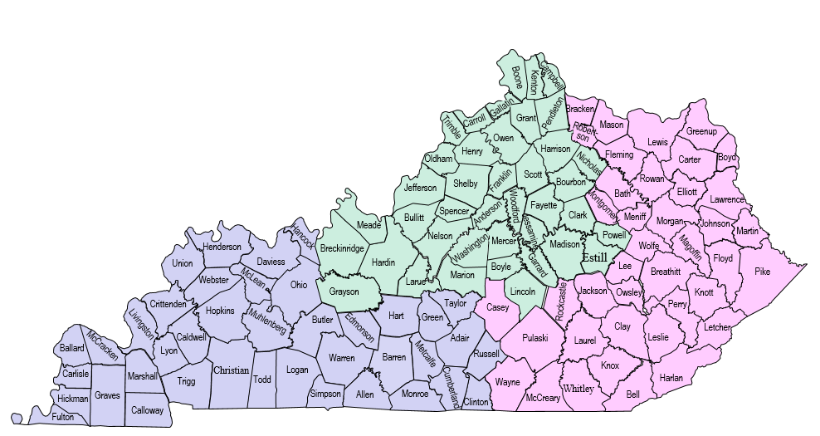 Boone
Kenton
Campbell
Gallatin
Carroll
Trimble
Grant
Pendleton
Bracken
Robert-
son
Mason
Lewis
Greenup
Owen
Henry
Oldham
Harrison
Nicholas
Fleming
Carter
Boyd
Rowan
Jefferson
Shelby
Franklin
Scott
Bourbon
Bath
Elliott
Lawrence
Bullitt
Spencer
Anderson
Woodford
Fayette
Clark
Montgomery
Meniff
Morgan
Johnson
Martin
Hancock
Meade
Nelson
Washington
Mercer
Jessamine
Garrard
Madison
Estill
Powell
Wolfe
Magoffin
Floyd
Pike
Henderson
Union
Daviess
McLean
Webster
Ohio
Breckinridge
Hardin
Larue
Marion
Boyle
Lincoln
Rockcastle
Lee
Jackson
Owsley
Breathitt
Knott
Perry
Grayson
Crittenden
Livingston
Hopkins
Muhlenberg
Butler
Edmonson
Hart
Green
Taylor
Casey
Adair
Pulaski
Laurel
Clay
Leslie
Letcher
Ballard
McCracken
Caldwell
Lyon
Warren
Barren
Metcalfe
Russell
Carlisle
Marshall
Trigg
Christian
Todd
Logan
Simpson
Allen
Monroe
Cumberland
Clinton
Wayne
McCreary
Whitley
Knox
Bell
Harlan
Hickman
Graves
Calloway
Fulton